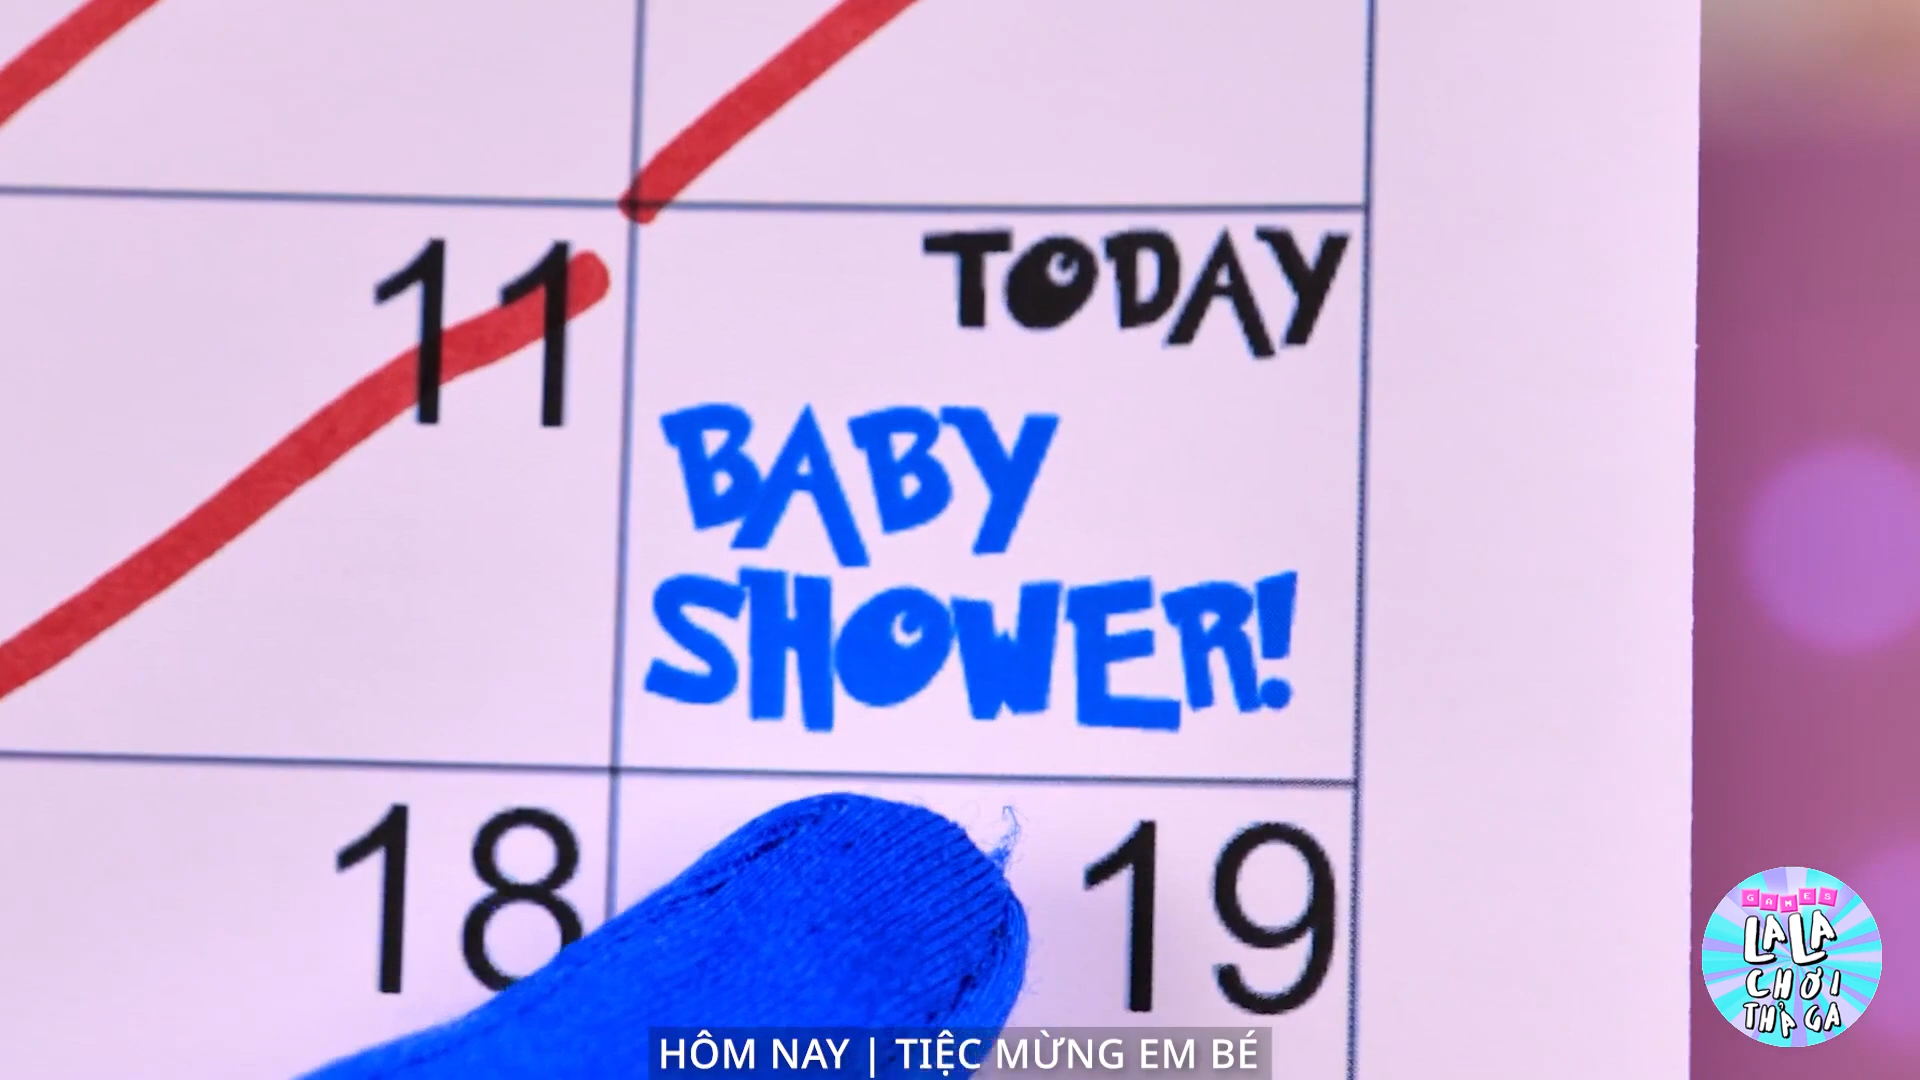 11
TODAY
BABY
SHOWER!
18
19
HÔM NAY | TIỆC MỪNG EM BÉ
GAMES
LA LA
CHƠI
THẢ GA